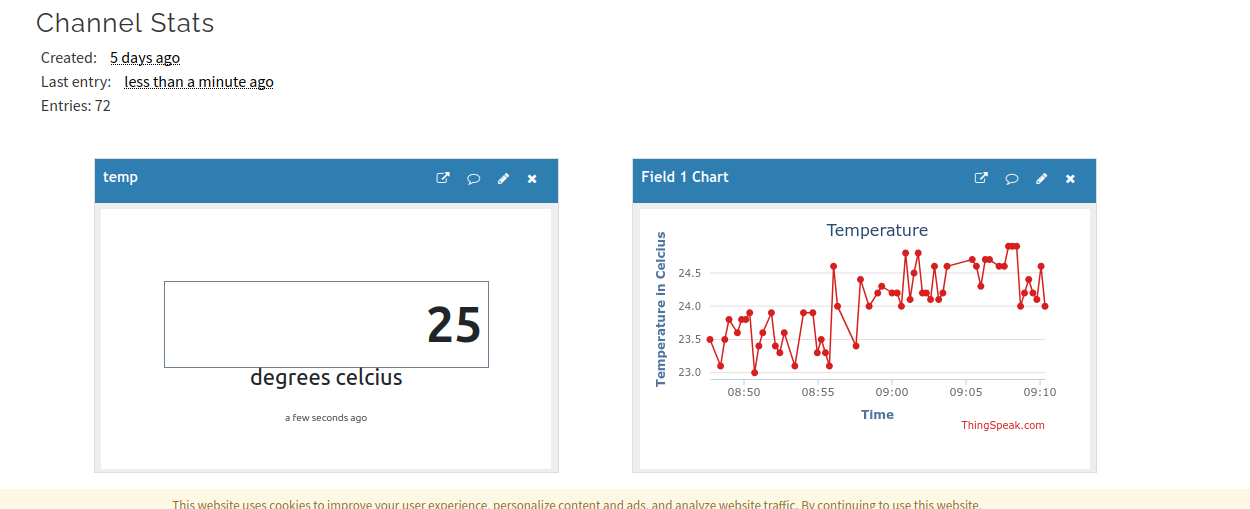 Channel Stats
Created: 5 days ago
Last entry: less than a minute ago
Entries: 72
temp
25
degrees celcius
a few seconds ago
Field 1 Chart
Temperature
Temperature in Celcius
24.5
24.0
23.5
23.0
08:50 08:55 09:00 09:05 09:10
Time
ThingSpeak.com
This website uses cookies to improve your user experience, personalize content and ads, and analyze website traffic. By continuing to use this website,